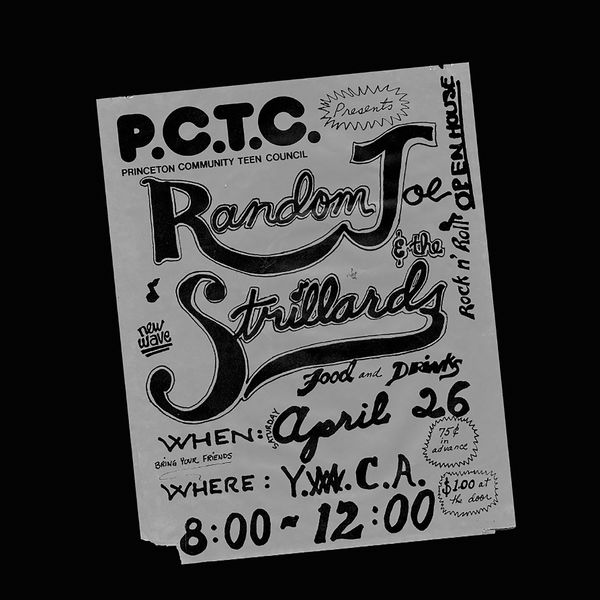 P.C.T.C.
Presents
PRINCETON COMMUNITY TEEN COUNCIL
OPEN HOUSE
Random Joe
& the
Rock n' Roll
Strillards
new
wave
Food and Drinks
WHEN: SATURDAY April 26
BRING YOUR FRIENDS
75¢
in
advance
WHERE: Y.M.C.A.
$1.00 at
the door
8:00 - 12:00